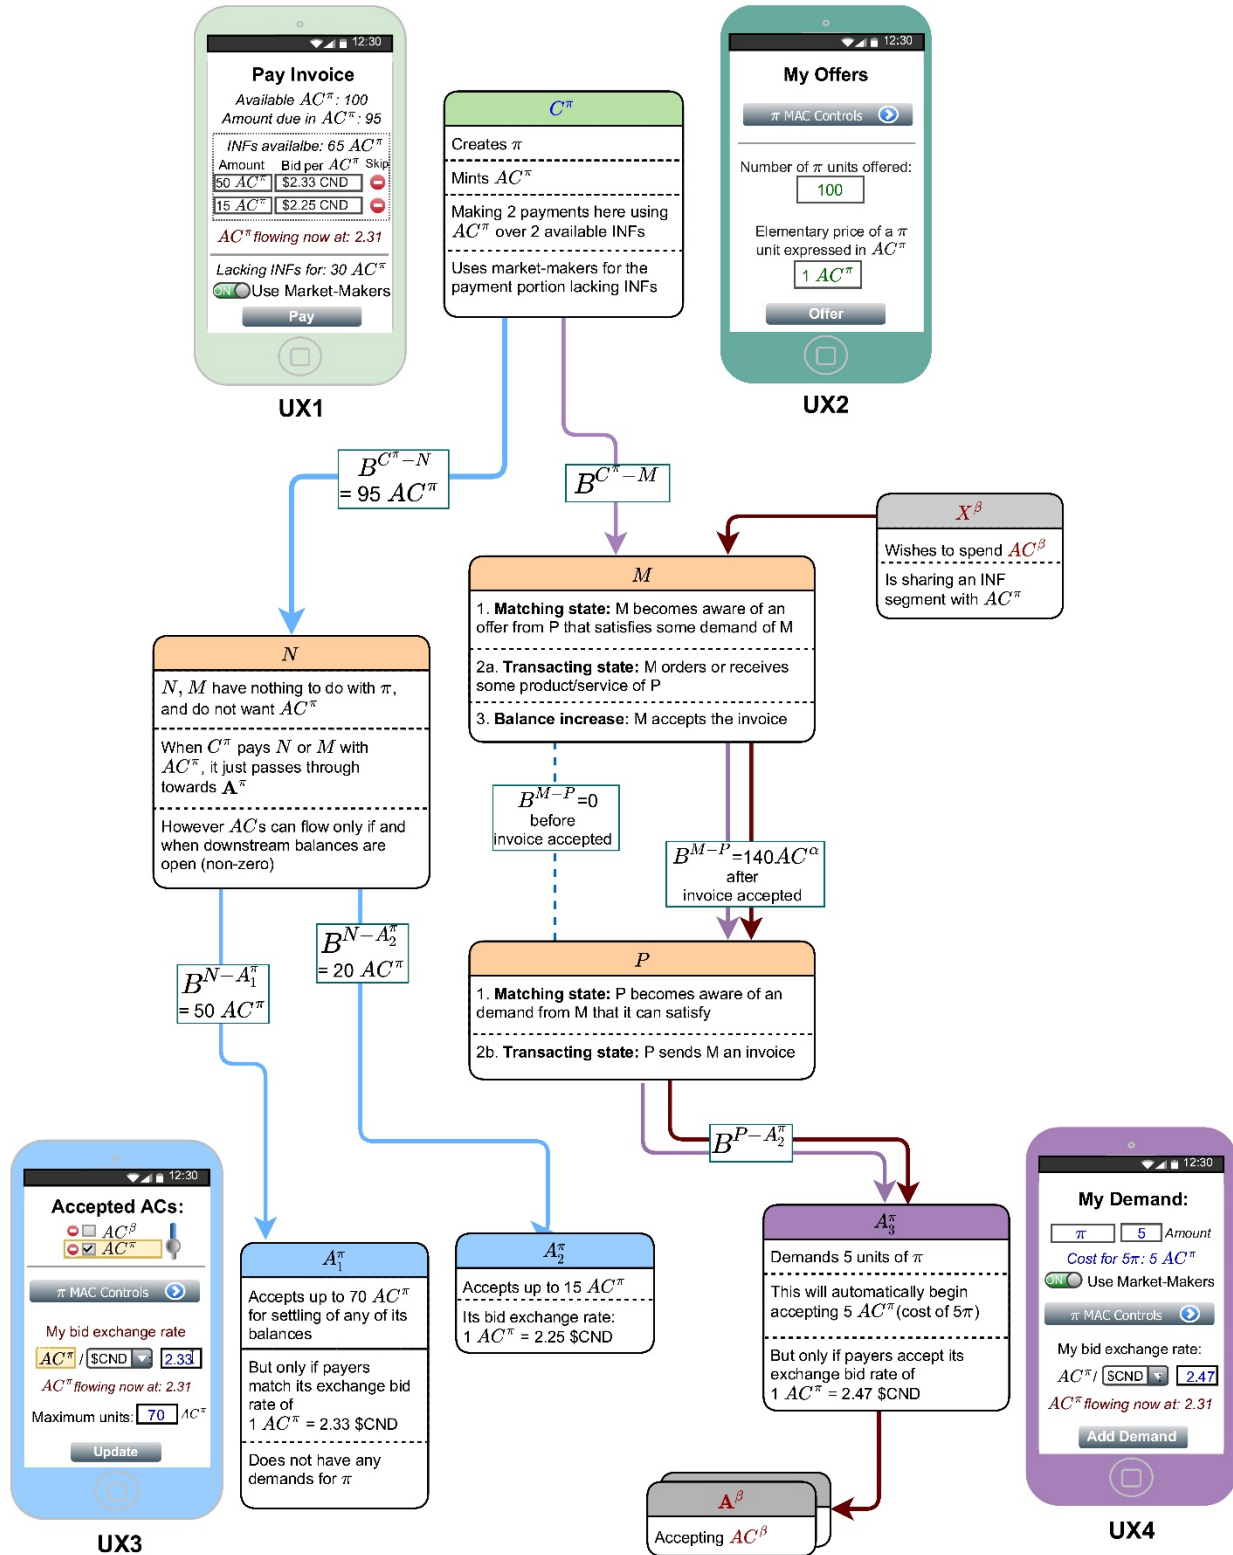 12:30
Pay Invoice
Available AC^π: 100
Amount due in AC^π: 95
INFs availalbe: 65 AC^π
Amount Bid per AC^π Skip
50 AC^π $2.33 CND
15 AC^π $2.25 CND
AC^π flowing now at: 2.31
Lacking INFs for: 30 AC^π
ON Use Market-Makers
Pay
UX1
C^π
Creates π
Mints AC^π
Making 2 payments here using
AC^π over 2 available INFs
Uses market-makers for the
payment portion lacking INFs
12:30
My Offers
π MAC Controls
Number of π units offered:
100
Elementary price of a π
unit expressed in AC^π
1 AC^π
Offer
UX2
B^{C^π−N}
= 95 AC^π
B^{C^π−M}
X^β
Wishes to spend AC^β
Is sharing an INF
segment with AC^π
M
1. Matching state: M becomes aware of an
offer from P that satisfies some demand of M
2a. Transacting state: M orders or receives
some product/service of P
3. Balance increase: M accepts the invoice
N
N, M have nothing to do with π,
and do not want AC^π
When C^π pays N or M with
AC^π, it just passes through
towards A^π
However ACs can flow only if and
when downstream balances are
open (non-zero)
B^{M−P}=0
before
invoice accepted
B^{M−P}=140AC^α
after
invoice accepted
B^{N−A_2^π}
= 20 AC^π
B^{N−A_1^π}
= 50 AC^π
P
1. Matching state: P becomes aware of an
demand from M that it can satisfy
2b. Transacting state: P sends M an invoice
B^{P−A_2^π}
12:30
Accepted ACs:
AC^β
AC^π
π MAC Controls
My bid exchange rate
AC^π / $CND 2.33
AC^π flowing now at: 2.31
Maximum units: 70 AC^π
Update
UX3
A_1^π
Accepts up to 70 AC^π
for settling of any of its
balances
But only if payers
match its exchange bid
rate of
1 AC^π = 2.33 $CND
Does not have any
demands for π
A_2^π
Accepts up to 15 AC^π
Its bid exchange rate:
1 AC^π = 2.25 $CND
A_3^π
Demands 5 units of π
This will automatically begin
accepting 5 AC^π (cost of 5π)
But only if payers accept its
exchange bid rate of
1 AC^π = 2.47 $CND
A^β
Accepting AC^β
12:30
My Demand:
π 5 Amount
Cost for 5π: 5 AC^π
ON Use Market-Makers
π MAC Controls
My bid exchange rate:
AC^π/ $CND 2.47
AC^π flowing now at: 2.31
Add Demand
UX4